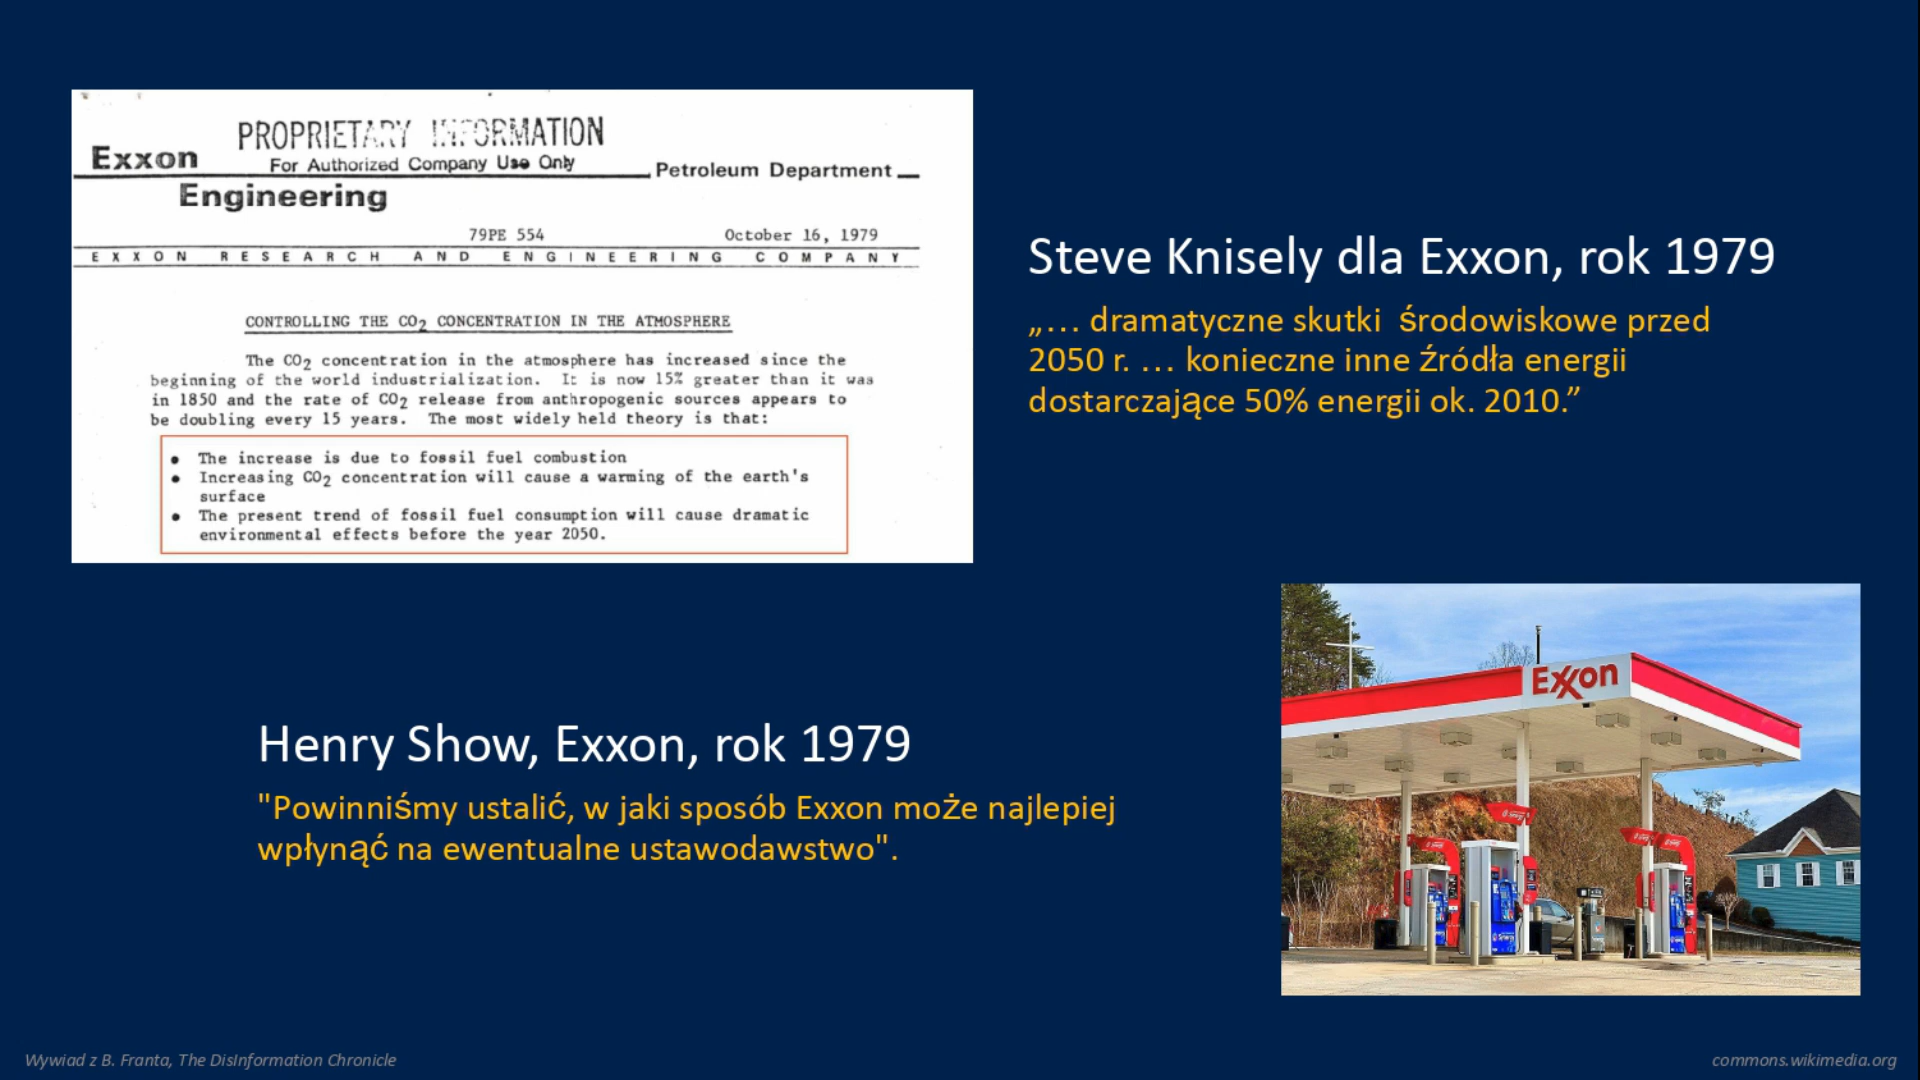 PROPRIETARY INFORMATION
For Authorized Company Use Only
Exxon
Petroleum Department
Engineering
79PE 554 October 16, 1979
EXXON RESEARCH AND ENGINEERING COMPANY
CONTROLLING THE CO2 CONCENTRATION IN THE ATMOSPHERE
The CO2 concentration in the atmosphere has increased since the
beginning of the world industrialization. It is now 15% greater than it was
in 1850 and the rate of CO2 release from anthropogenic sources appears to
be doubling every 15 years. The most widely held theory is that:
• The increase is due to fossil fuel combustion
• Increasing CO2 concentration will cause a warming of the earth's
surface
• The present trend of fossil fuel consumption will cause dramatic
environmental effects before the year 2050.
Steve Knisely dla Exxon, rok 1979
„… dramatyczne skutki środowiskowe przed
2050 r. … konieczne inne źródła energii
dostarczające 50% energii ok. 2010.”
Henry Show, Exxon, rok 1979
"Powinniśmy ustalić, w jaki sposób Exxon może najlepiej
wpłynąć na ewentualne ustawodawstwo".
Exxon
Wywiad z B. Franta, The DisInformation Chronicle
commons.wikimedia.org